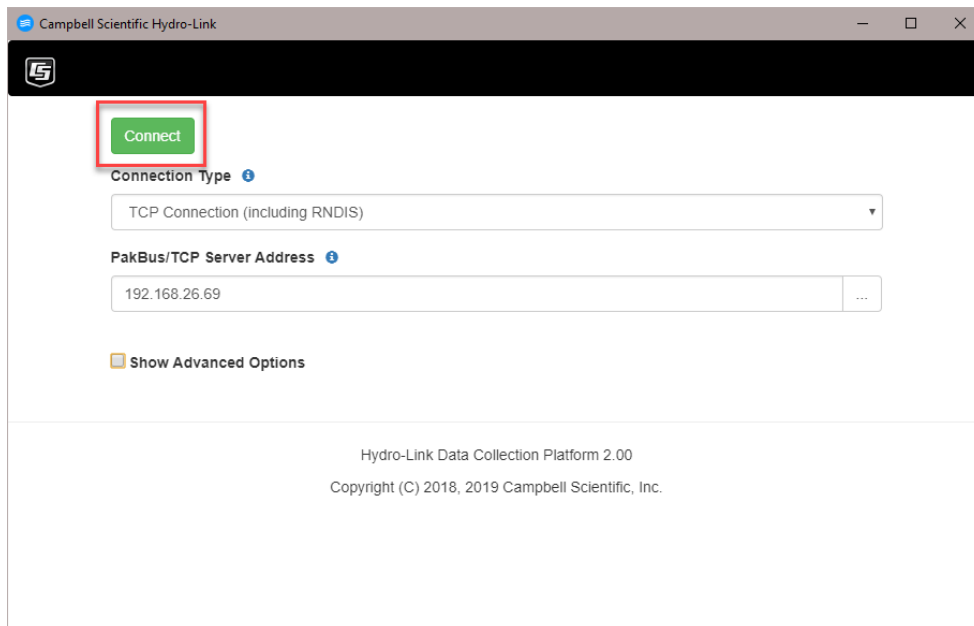 Campbell Scientific Hydro-Link
Connect
Connection Type
TCP Connection (including RNDIS)
PakBus/TCP Server Address
192.168.26.69
...
Show Advanced Options
Hydro-Link Data Collection Platform 2.00
Copyright (C) 2018, 2019 Campbell Scientific, Inc.